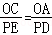 OC/PE = OA/PD